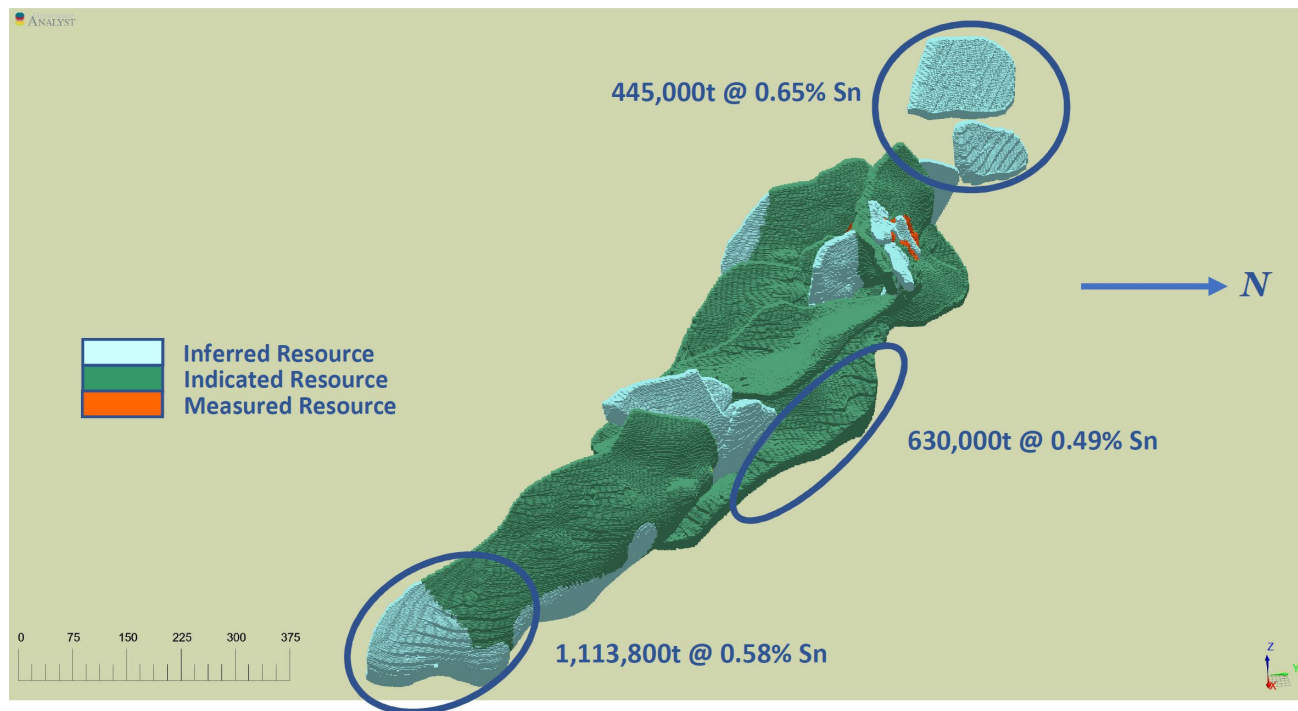 ANALYST
445,000t @ 0.65% Sn
N
Inferred Resource
Indicated Resource
Measured Resource
630,000t @ 0.49% Sn
1,113,800t @ 0.58% Sn
0 75 150 225 300 375
Z
Y
X